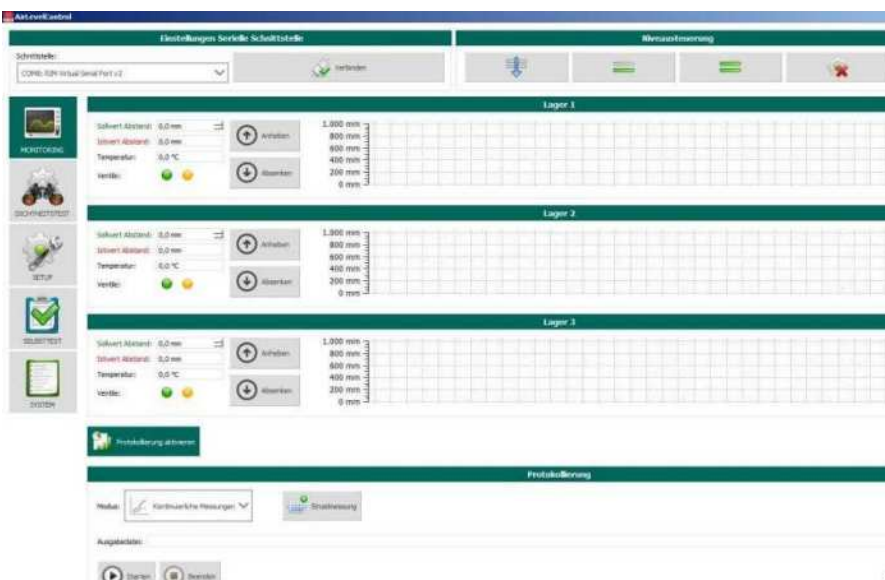 AirLevelControl
Einstellungen Serielle Schnittstelle
Niveausteuerung
Schnittstelle:
Virtual Serial Port v2
Verbinden
MONITORING
DICHTHEITSTEST
SETUP
SELBSTTEST
SYSTEM
Lager 1
Sollwert Abstand: 0,0 mm
Istwert Abstand: 0,0 mm
Temperatur: 0,0 °C
Ventile:
Anheben
Absenken
1.000 mm
800 mm
600 mm
400 mm
200 mm
0 mm
Lager 2
Sollwert Abstand: 0,0 mm
Istwert Abstand: 0,0 mm
Temperatur: 0,0 °C
Ventile:
Anheben
Absenken
1.000 mm
800 mm
600 mm
400 mm
200 mm
0 mm
Lager 3
Sollwert Abstand: 0,0 mm
Istwert Abstand: 0,0 mm
Temperatur: 0,0 °C
Ventile:
Anheben
Absenken
1.000 mm
800 mm
600 mm
400 mm
200 mm
0 mm
Protokollierung aktivieren
Protokollierung
Modus:
Kontinuierliche Messungen
Einzelmessung
Ausgabedatei:
Starten
Beenden